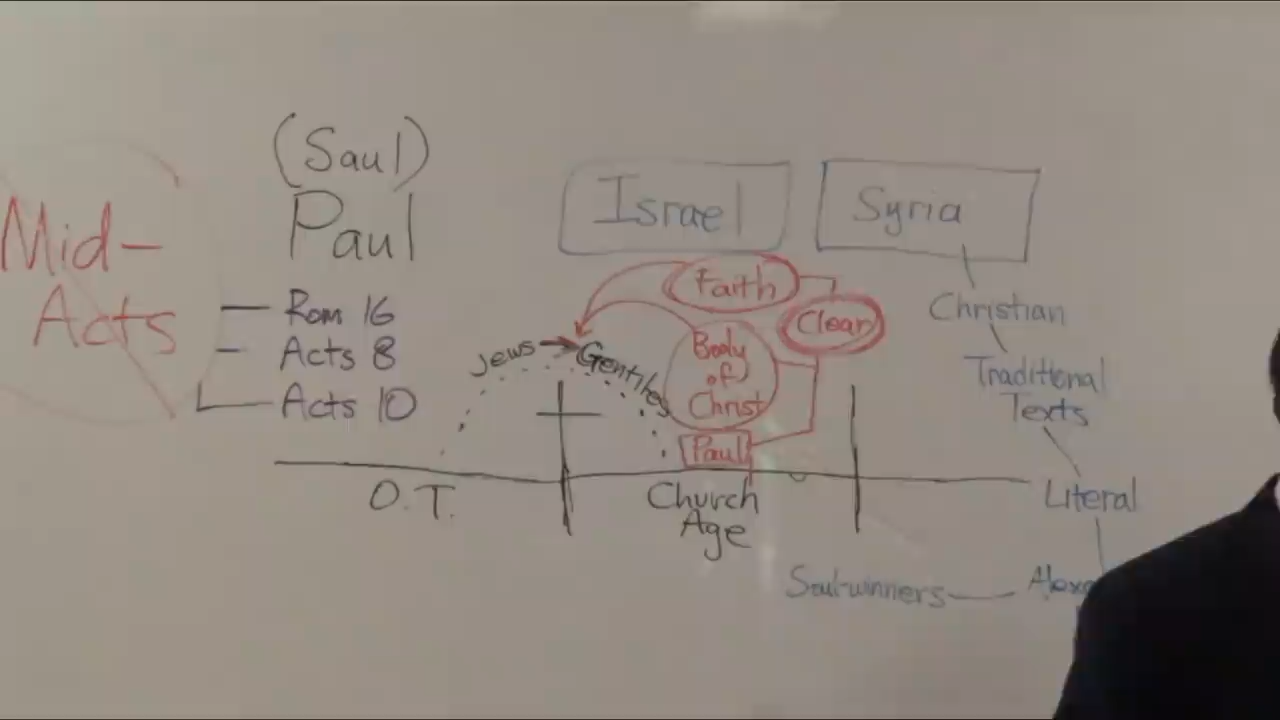 (Saul)
Paul
Mid-
Acts
Rom 16
Acts 8
Acts 10
Israel
Syria
Faith
Clear
Jews
Gentiles
Body
of
Christ
Paul
O.T.
Church
Age
Christian
Traditional
Texts
Literal
Soul-winners